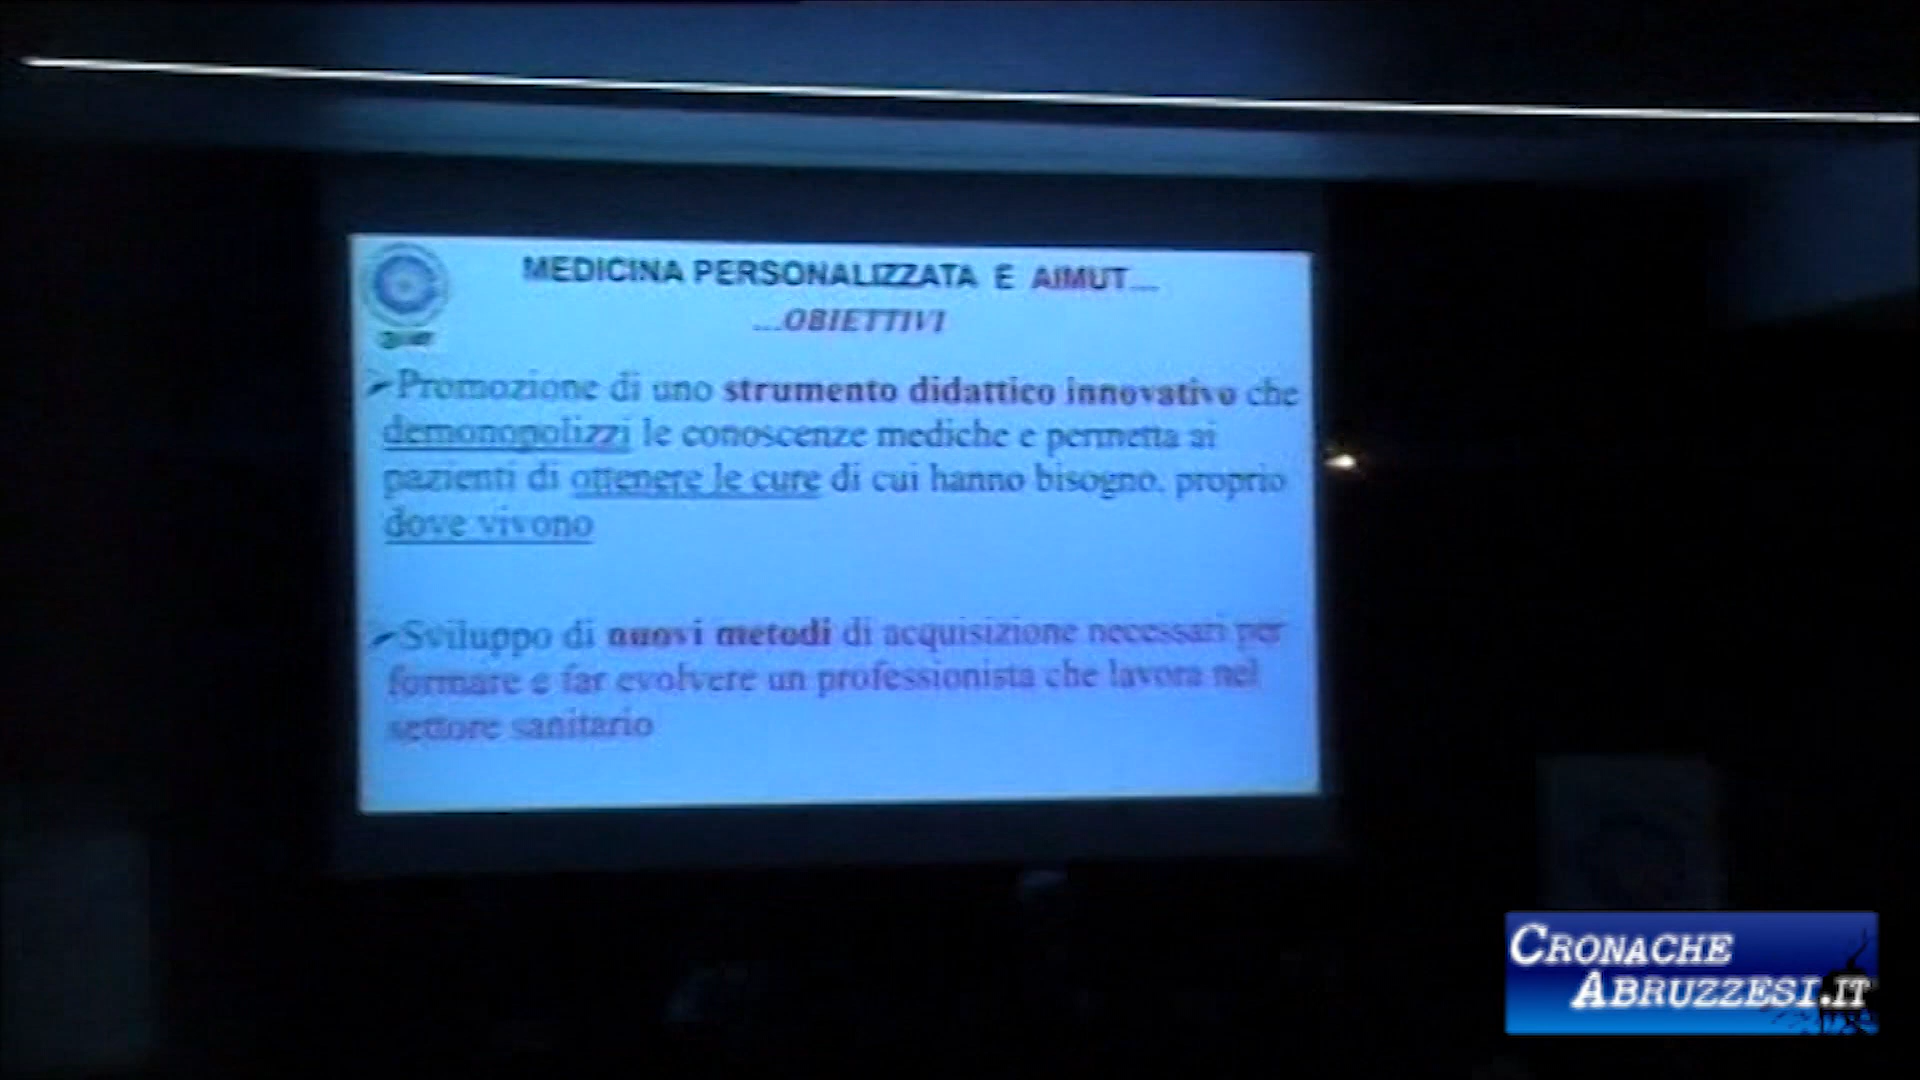 MEDICINA PERSONALIZZATA E AIMUT...
...OBIETTIVI
➢Promozione di uno strumento didattico innovativo che
demonopolizzi le conoscenze mediche e permetta ai
pazienti di ottenere le cure di cui hanno bisogno, proprio
dove vivono
➢Sviluppo di nuovi metodi di acquisizione necessari per
formare e far evolvere un professionista che lavora nel
settore sanitario
CRONACHE
ABRUZZESI.IT